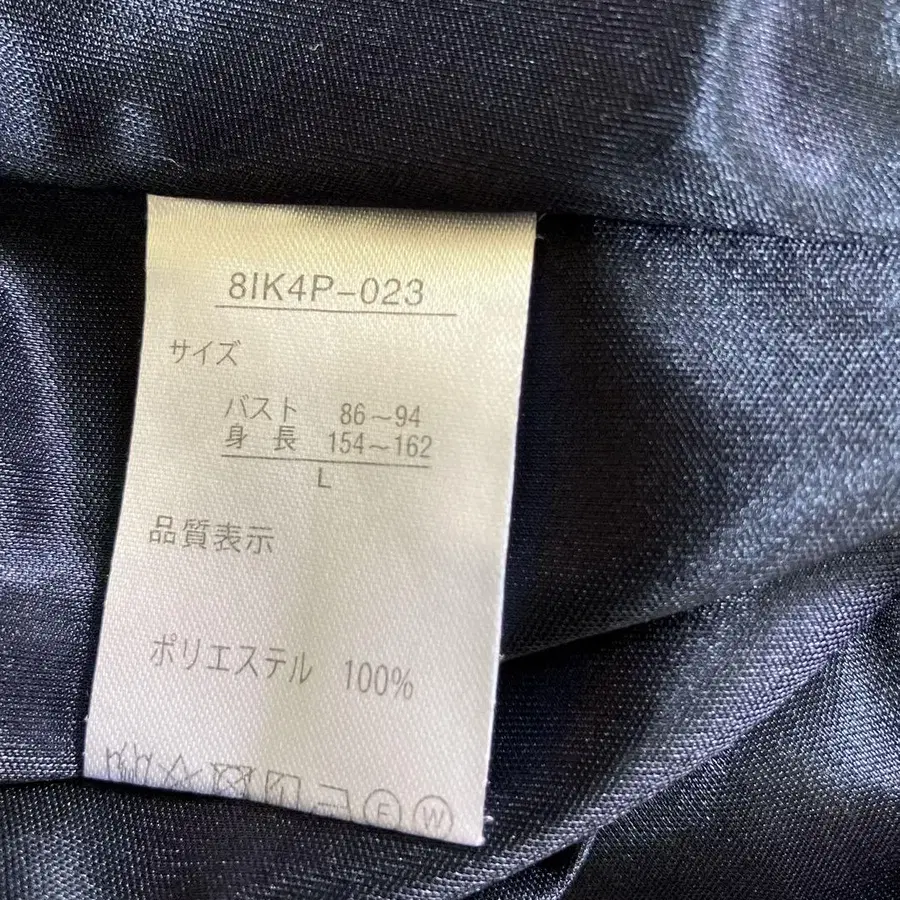 8IK4P-023
サイズ
バスト 86～94
身 長 154～162
L
品質表示
ポリエステル 100%
F W